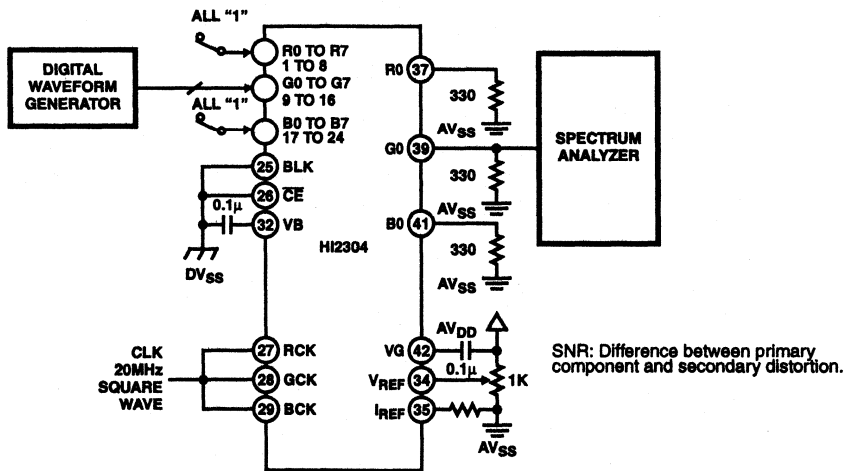 ALL “1”
R0 TO R7
1 TO 8
DIGITAL
WAVEFORM
GENERATOR
G0 TO G7
9 TO 16
ALL “1”
B0 TO B7
17 TO 24
25 BLK
26 CE
0.1μ
32 VB
DVSS
HI2304
R0 37
330
AVSS
G0 39
330
AVSS
B0 41
330
AVSS
SPECTRUM
ANALYZER
CLK
20MHz
SQUARE
WAVE
27 RCK
28 GCK
29 BCK
AVDD
VG 42
0.1μ
VREF 34
1K
IREF 35
AVSS
SNR: Difference between primary
component and secondary distortion.